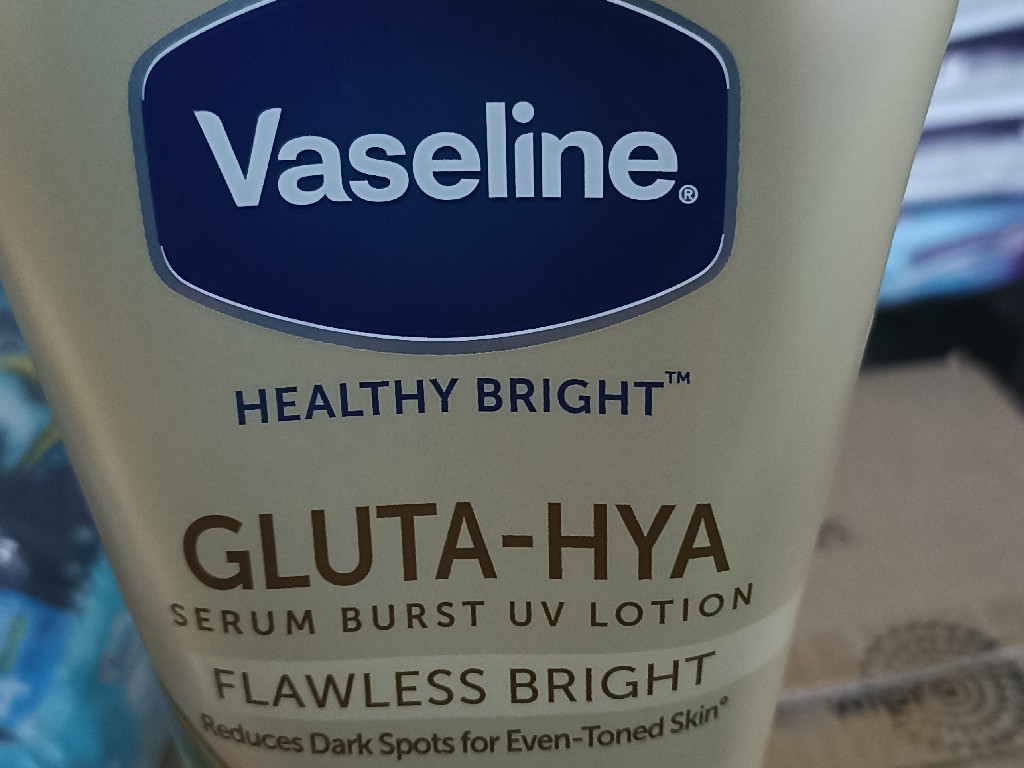 Vaseline®
HEALTHY BRIGHT™
GLUTA-HYA
SERUM BURST UV LOTION
FLAWLESS BRIGHT
Reduces Dark Spots for Even-Toned Skin°